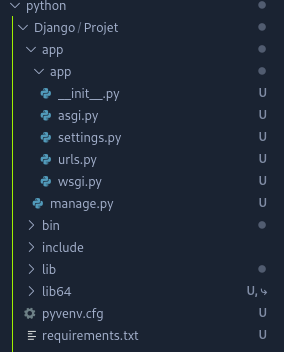 python
Django / Projet
app
app
__init__.py U
asgi.py U
settings.py U
urls.py U
wsgi.py U
manage.py U
bin
include
lib
lib64 U,
pyvenv.cfg U
requirements.txt U